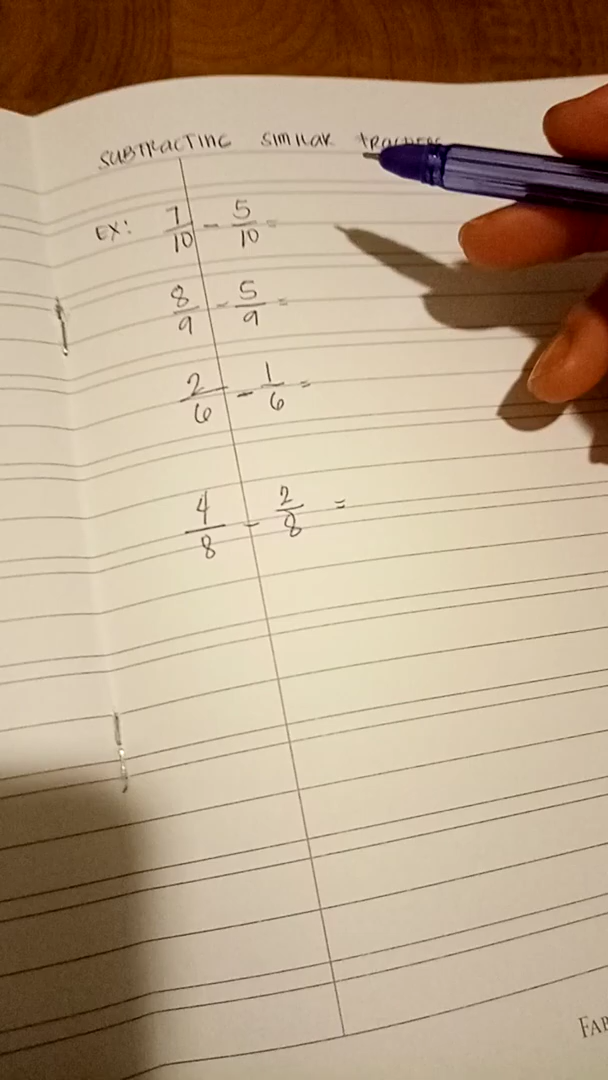 SUBTRACTING SIMILAR
EX: 7/10 - 5/10 =
8/9 - 5/9 =
2/6 - 1/6 =
4/8 - 2/8 =